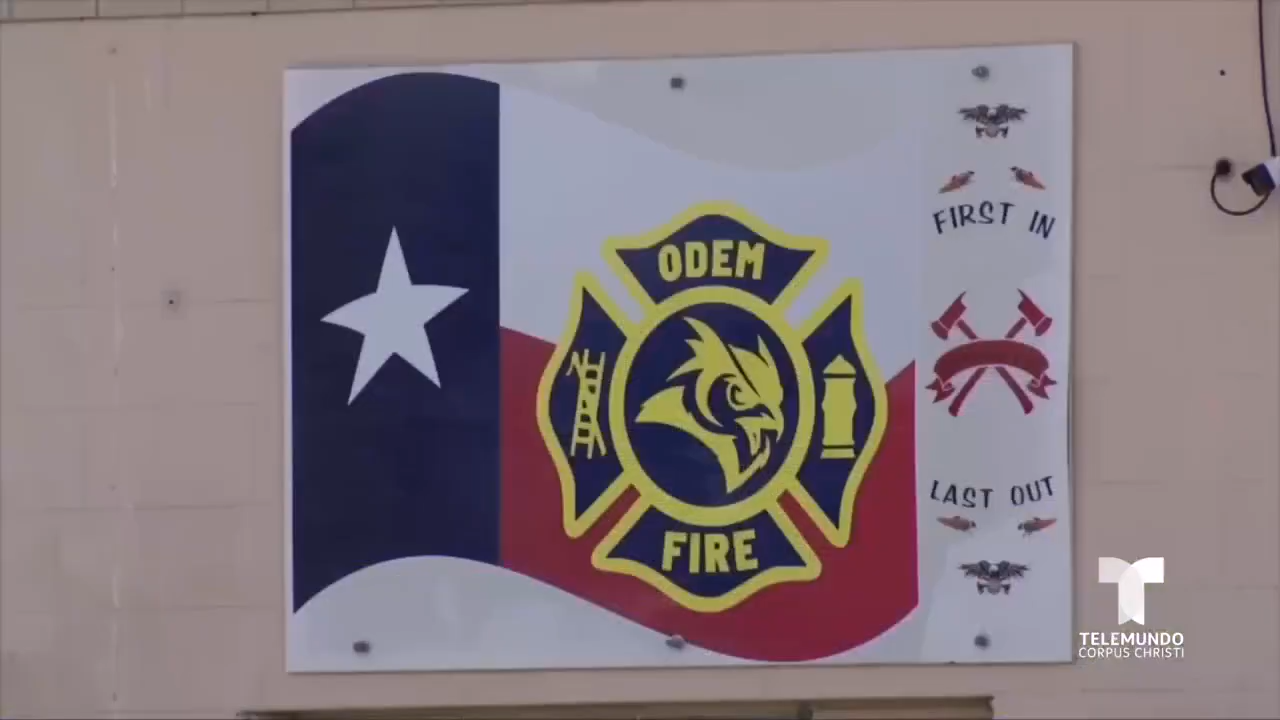 ODEM
FIRE
FIRST IN
LAST OUT
TELEMUNDO
CORPUS CHRISTI